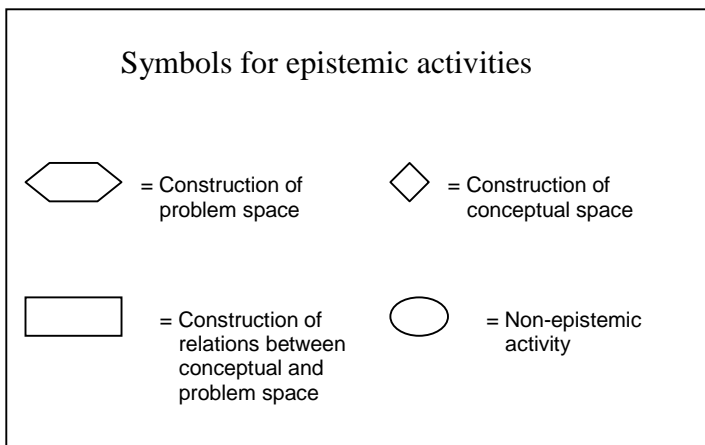 Symbols for epistemic activities
= Construction of
problem space
= Construction of
conceptual space
= Construction of
relations between
conceptual and
problem space
= Non-epistemic
activity